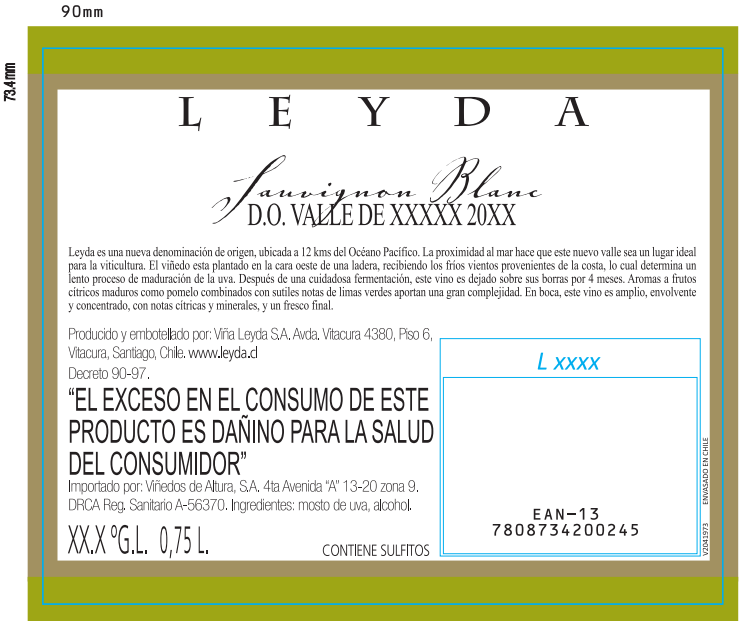 90mm
73.4mm
LEYDA
Sauvignon Blanc
D.O. VALLE DE XXXXX 20XX
Leyda es una nueva denominación de origen, ubicada a 12 kms del Océano Pacífico. La proximidad al mar hace que este nuevo valle sea un lugar ideal
para la viticultura. El viñedo esta plantado en la cara oeste de una ladera, recibiendo los fríos vientos provenientes de la costa, lo cual determina un
lento proceso de maduración de la uva. Después de una cuidadosa fermentación, este vino es dejado sobre sus borras por 4 meses. Aromas a frutos
cítricos maduros como pomelo combinados con sutiles notas de limas verdes aportan una gran complejidad. En boca, este vino es amplio, envolvente
y concentrado, con notas cítricas y minerales, y un fresco final.
Producido y embotellado por: Viña Leyda S.A. Avda. Vitacura 4380, Piso 6,
Vitacura, Santiago, Chile. www.leyda.cl
Decreto 90-97.
“EL EXCESO EN EL CONSUMO DE ESTE
PRODUCTO ES DAÑINO PARA LA SALUD
DEL CONSUMIDOR”
Importado por: Viñedos de Altura, S.A. 4ta Avenida “A” 13-20 zona 9.
DRCA Reg. Sanitario A-56370. Ingredientes: mosto de uva, alcohol.
XX.X ºG.L. 0,75 L.
CONTIENE SULFITOS
L xxxx
EAN-13
7808734200245
V2041973 ENVASADO EN CHILE